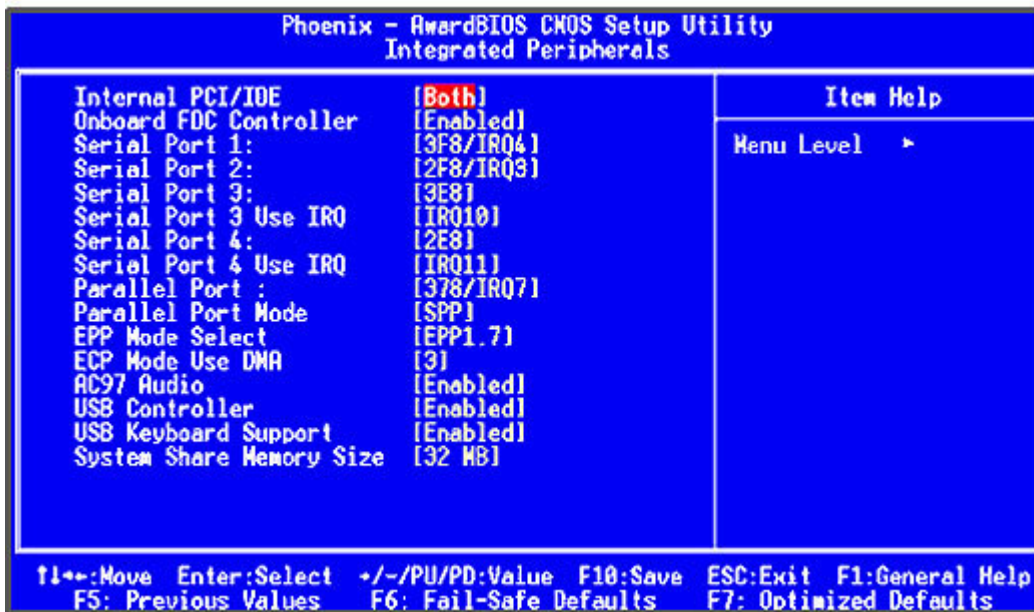 Phoenix - AwardBIOS CMOS Setup Utility
Integrated Peripherals
Internal PCI/IDE [Both]
Onboard FDC Controller [Enabled]
Serial Port 1: [3F8/IRQ4]
Serial Port 2: [2F8/IRQ3]
Serial Port 3: [3E8]
Serial Port 3 Use IRQ [IRQ10]
Serial Port 4: [2E8]
Serial Port 4 Use IRQ [IRQ11]
Parallel Port : [378/IRQ7]
Parallel Port Mode [SPP]
EPP Mode Select [EPP1.7]
ECP Mode Use DMA [3]
AC97 Audio [Enabled]
USB Controller [Enabled]
USB Keyboard Support [Enabled]
System Share Memory Size [32 MB]
Item Help
Menu Level ►
↑↓→←:Move Enter:Select +/-/PU/PD:Value F10:Save ESC:Exit F1:General Help
F5: Previous Values F6: Fail-Safe Defaults F7: Optimized Defaults